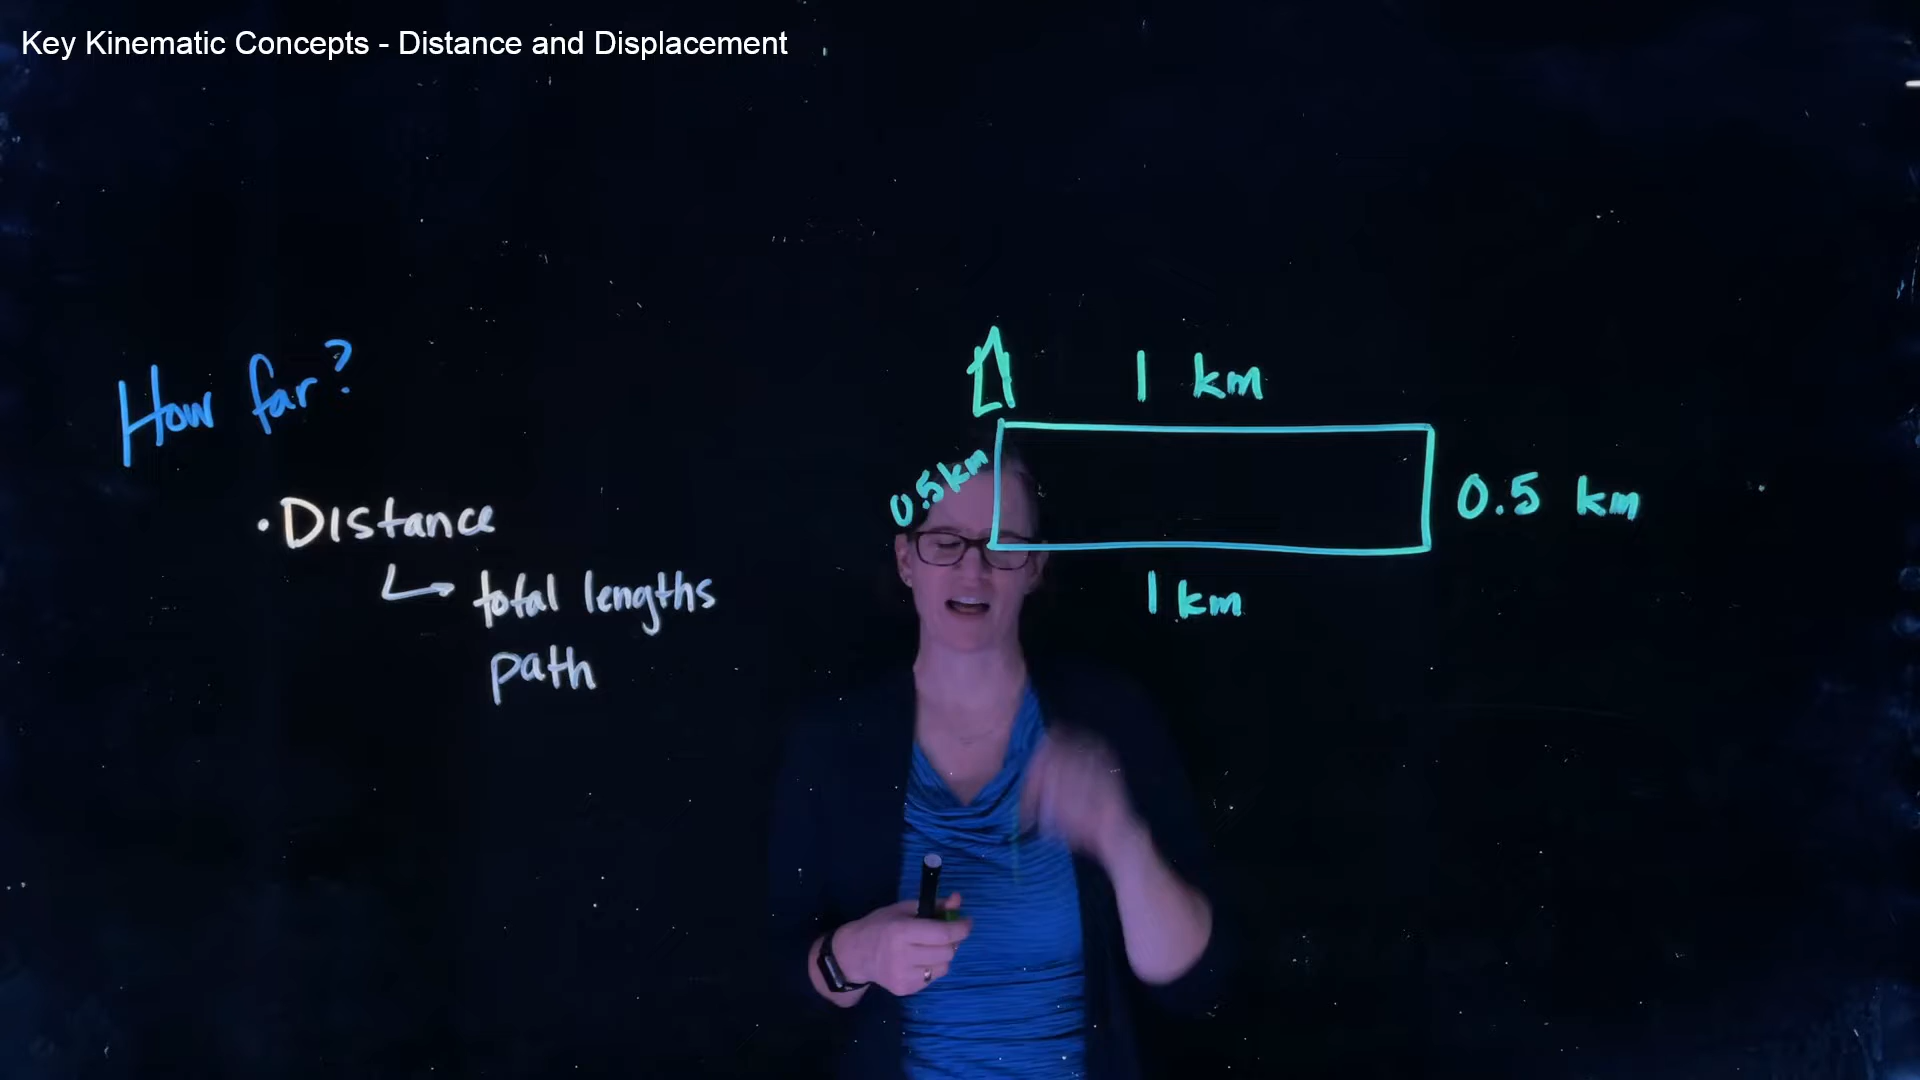 Key Kinematic Concepts - Distance and Displacement
How far?
• Distance
total lengths
path
1 km
0.5km
0.5 km
1 km